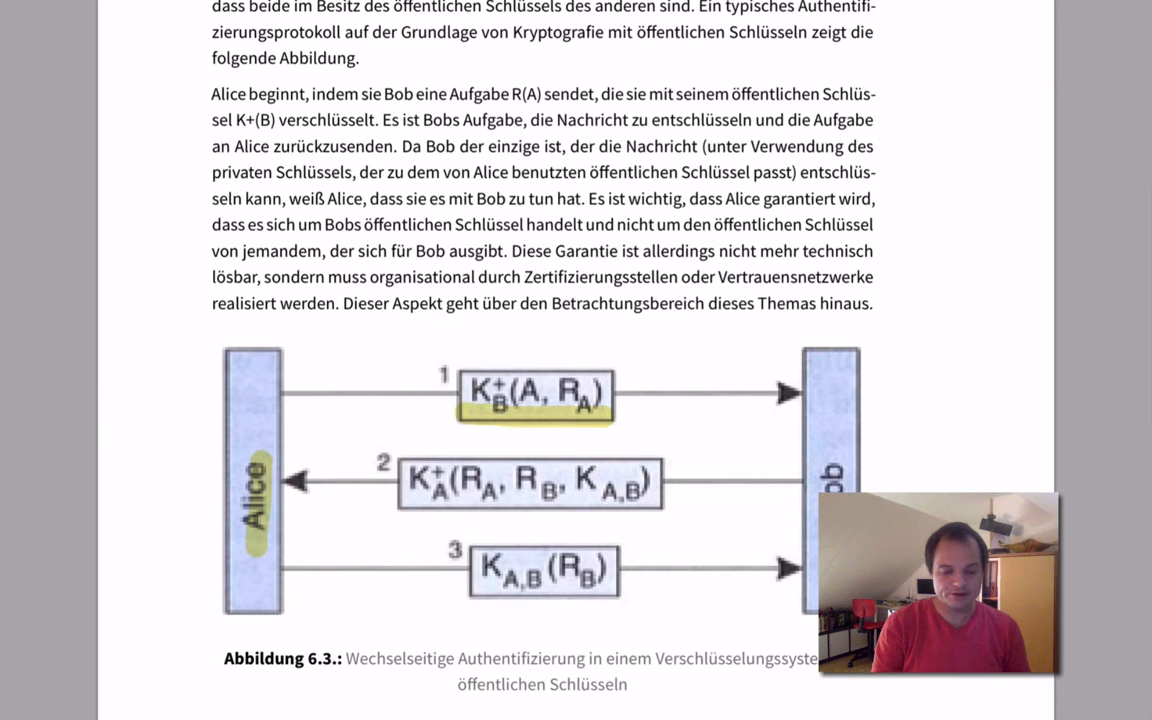 dass beide im Besitz des öffentlichen Schlüssels des anderen sind. Ein typisches Authentifi-
zierungsprotokoll auf der Grundlage von Kryptografie mit öffentlichen Schlüsseln zeigt die
folgende Abbildung.
Alice beginnt, indem sie Bob eine Aufgabe R(A) sendet, die sie mit seinem öffentlichen Schlüs-
sel K+(B) verschlüsselt. Es ist Bobs Aufgabe, die Nachricht zu entschlüsseln und die Aufgabe
an Alice zurückzusenden. Da Bob der einzige ist, der die Nachricht (unter Verwendung des
privaten Schlüssels, der zu dem von Alice benutzten öffentlichen Schlüssel passt) entschlüs-
seln kann, weiß Alice, dass sie es mit Bob zu tun hat. Es ist wichtig, dass Alice garantiert wird,
dass es sich um Bobs öffentlichen Schlüssel handelt und nicht um den öffentlichen Schlüssel
von jemandem, der sich für Bob ausgibt. Diese Garantie ist allerdings nicht mehr technisch
lösbar, sondern muss organisational durch Zertifizierungsstellen oder Vertrauensnetzwerke
realisiert werden. Dieser Aspekt geht über den Betrachtungsbereich dieses Themas hinaus.
Alice
1
K+B(A, RA)
2
K+A(RA, RB, KA,B)
3
KA,B(RB)
ob
Abbildung 6.3.: Wechselseitige Authentifizierung in einem Verschlüsselungssyste
öffentlichen Schlüsseln